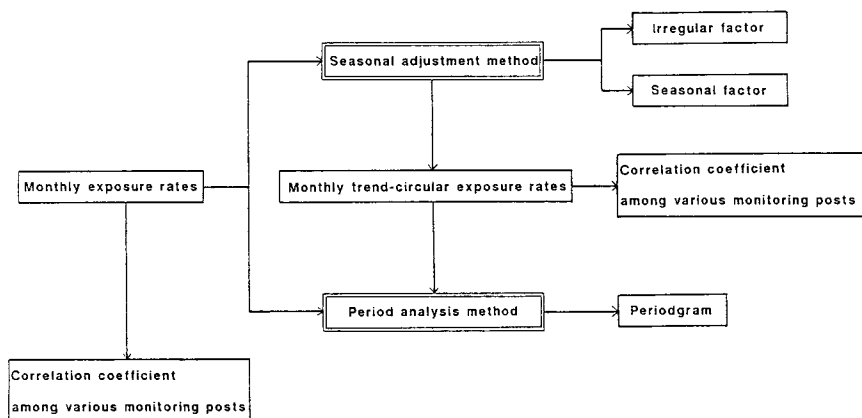 Irregular factor
Seasonal adjustment method
Seasonal factor
Monthly exposure rates
Monthly trend-circular exposure rates
Correlation coefficient
among various monitoring posts
Period analysis method
Periodgram
Correlation coefficient
among various monitoring posts